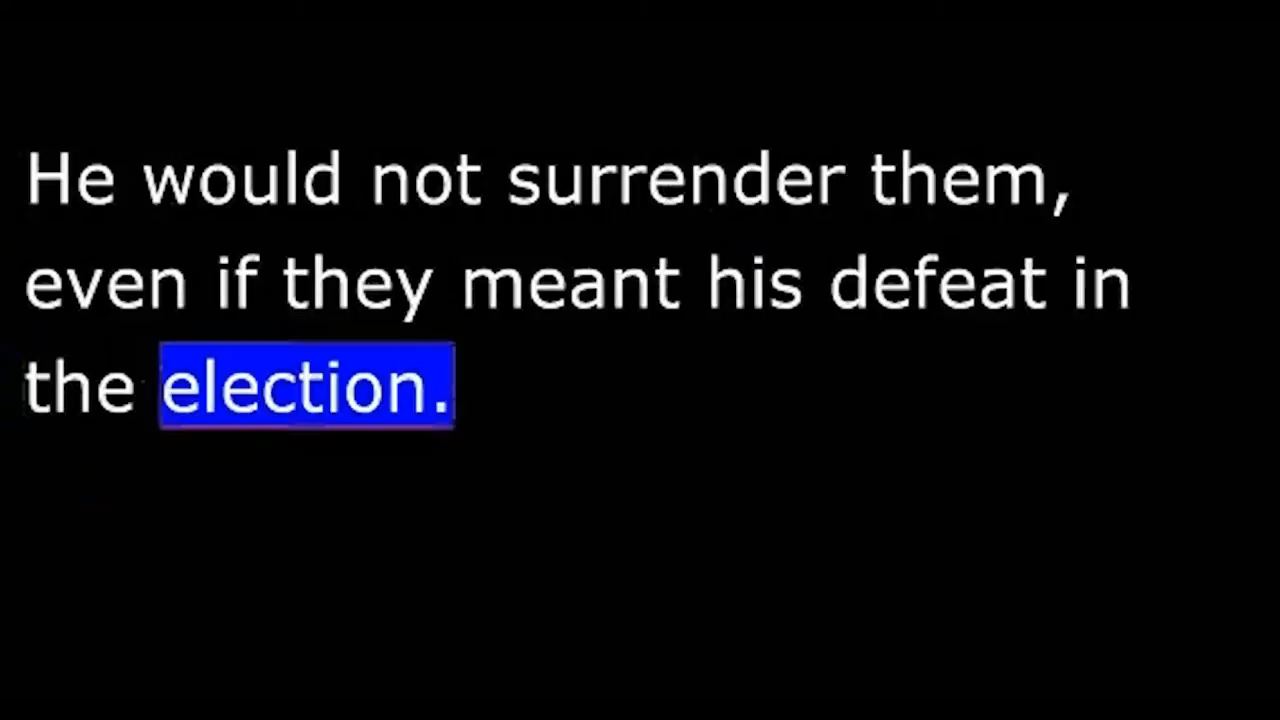 He would not surrender them,
even if they meant his defeat in
the election.